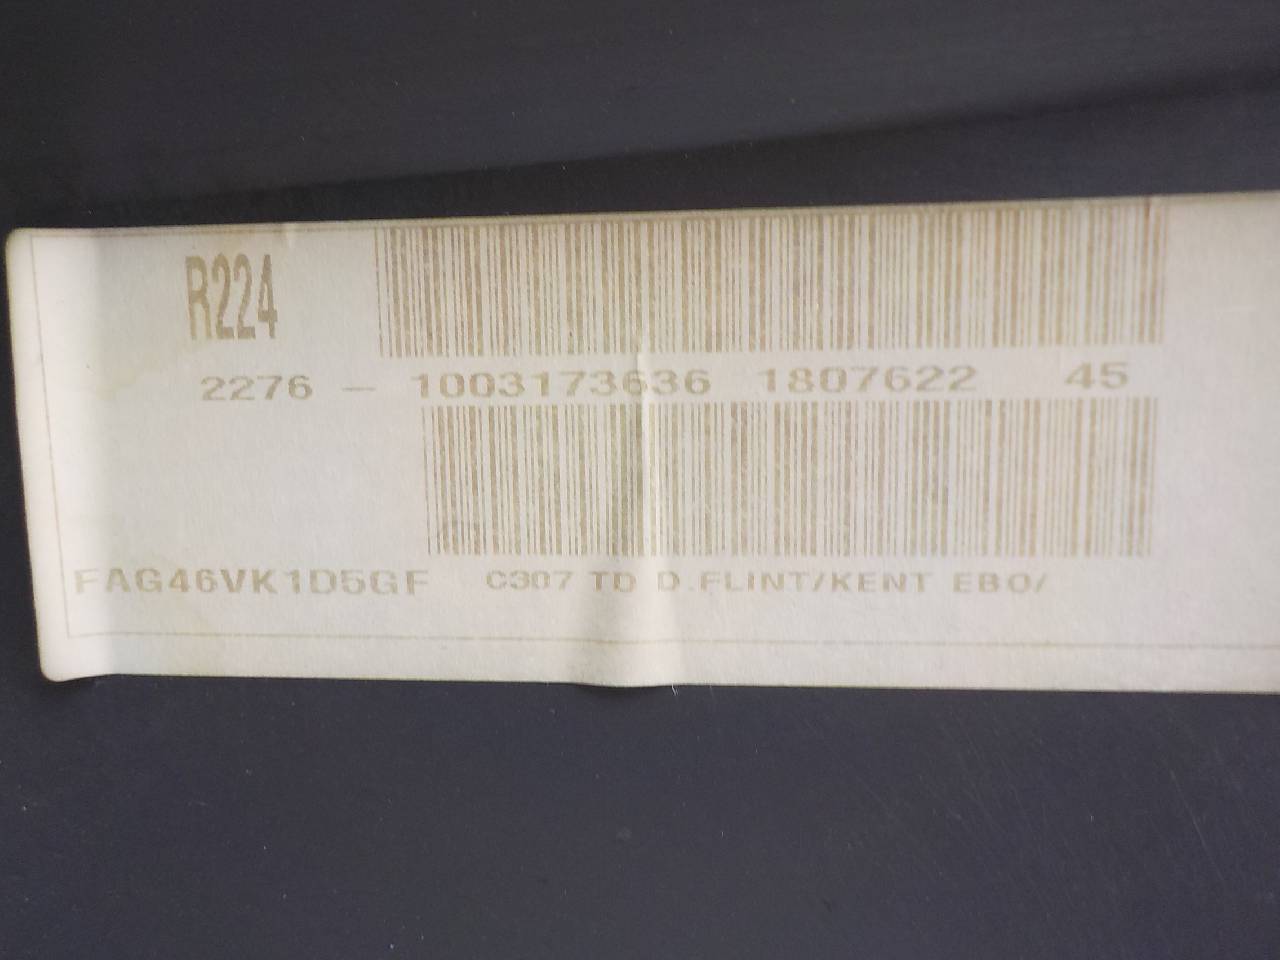 R224
2276 - 1003173636 1807622 45
FAG46VK1D5GF C307 TD D.FLINT/KENT EBO/